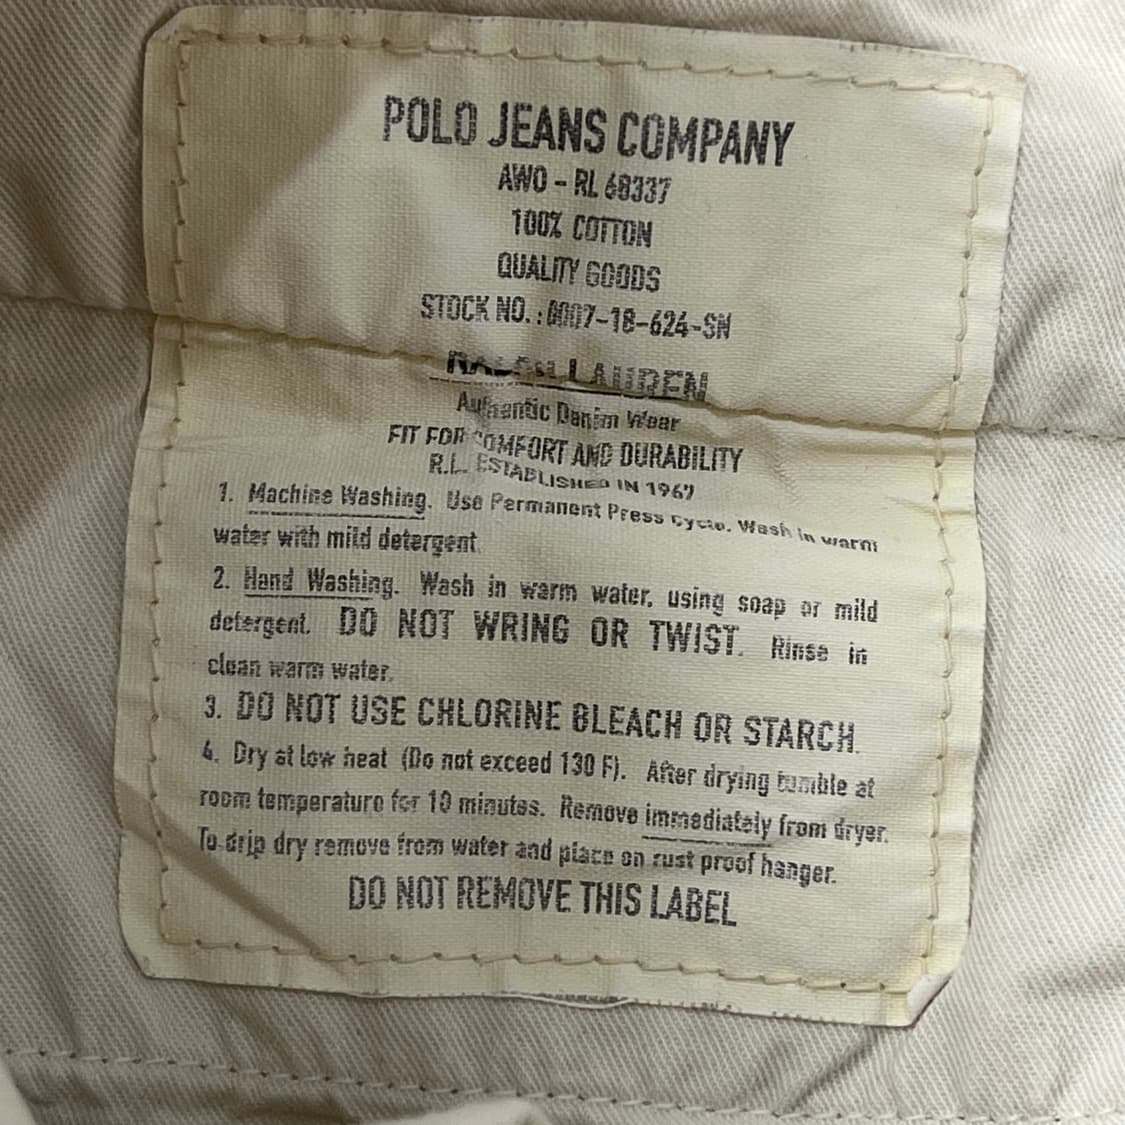 POLO JEANS COMPANY
AWO - RL 68337
100% COTTON
QUALITY GOODS
STOCK NO. : 0007-18-624-SN
RALPH LAUREN
Authentic Danim Wear
FIT FOR COMFORT AND DURABILITY
R.L. ESTABLISHED IN 1967
1. Machine Washing. Use Permanent Press Cycle. Wash in warm
water with mild detergent.
2. Hand Washing. Wash in warm water, using soap or mild
detergent. DO NOT WRING OR TWIST. Rinse in
clean warm water.
3. DO NOT USE CHLORINE BLEACH OR STARCH.
4. Dry at low heat (Do not exceed 130 F). After drying tumble at
room temperature for 10 minutes. Remove immediately from dryer.
To drip dry remove from water and place on rust proof hanger.
DO NOT REMOVE THIS LABEL